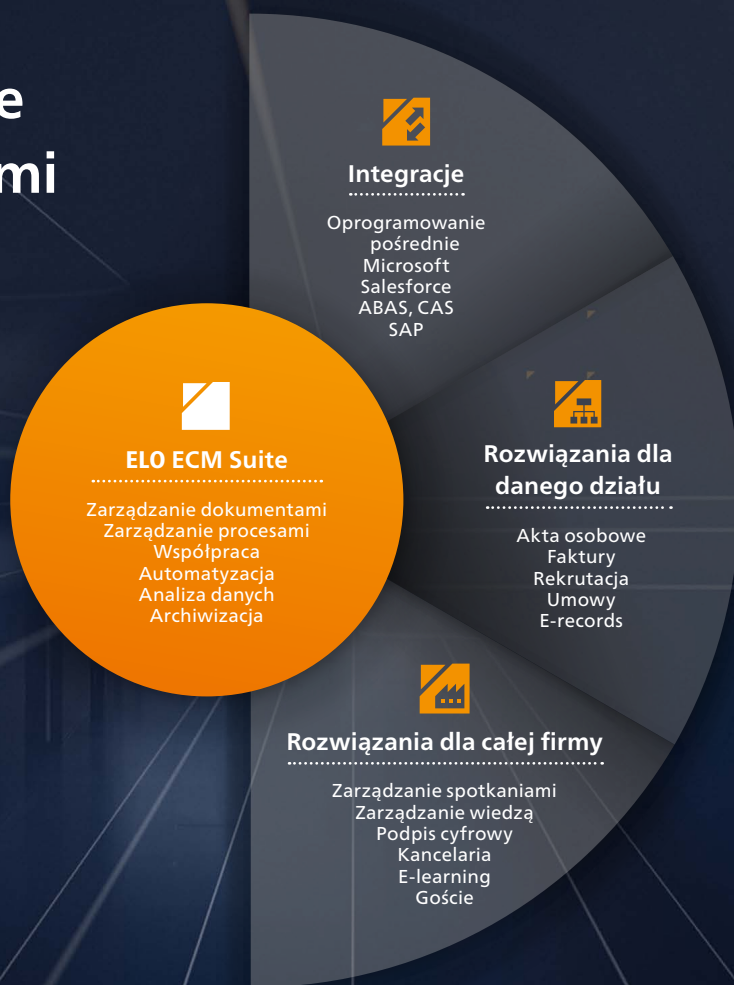 e
mi
Integracje
Oprogramowanie
pośrednie
Microsoft
Salesforce
ABAS, CAS
SAP
ELO ECM Suite
Zarządzanie dokumentami
Zarządzanie procesami
Współpraca
Automatyzacja
Analiza danych
Archiwizacja
Rozwiązania dla
danego działu
Akta osobowe
Faktury
Rekrutacja
Umowy
E-records
Rozwiązania dla całej firmy
Zarządzanie spotkaniami
Zarządzanie wiedzą
Podpis cyfrowy
Kancelaria
E-learning
Goście